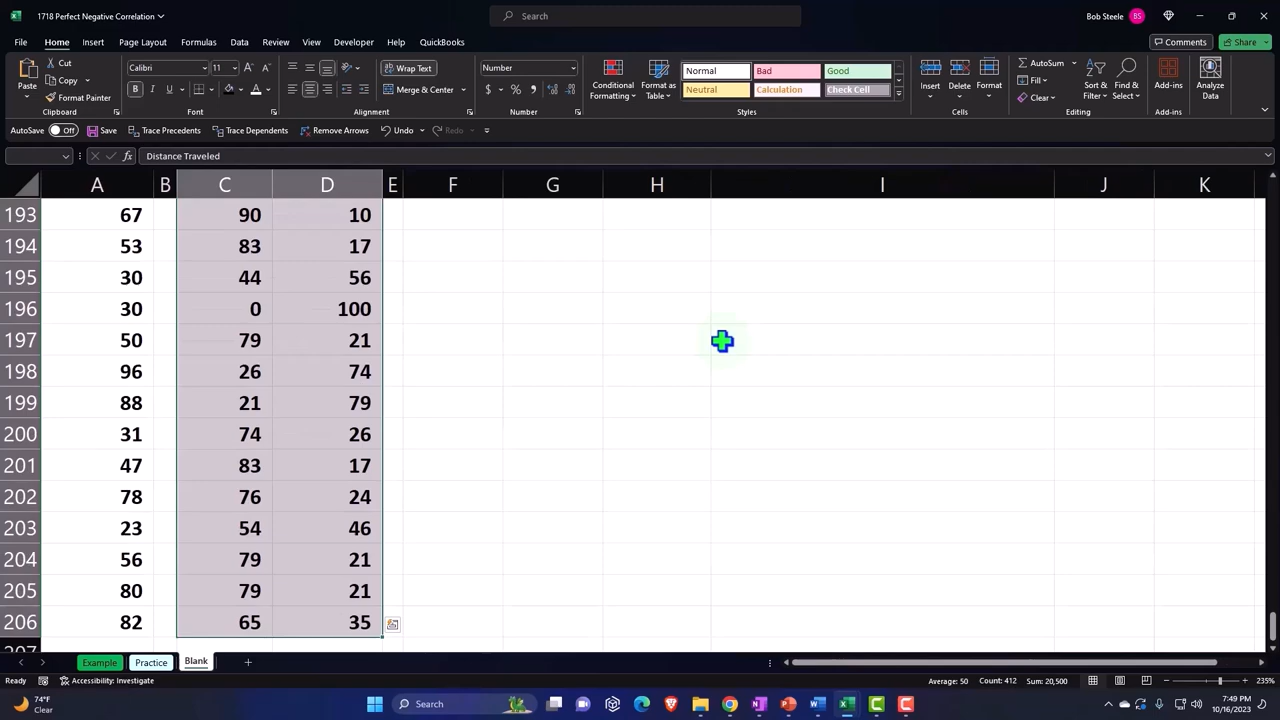 1718 Perfect Negative Correlation
Search
Bob Steele
BS
File Home Insert Page Layout Formulas Data Review View Developer Help QuickBooks
Comments Share
Paste
Cut
Copy
Format Painter
Clipboard
Calibri 11
B I U
Font
Wrap Text
Merge & Center
Alignment
Number
$ % ,
Number
Conditional Formatting
Format as Table
Normal Bad Good
Neutral Calculation Check Cell
Styles
Insert Delete Format
Cells
AutoSum
Fill
Clear
Sort & Filter
Find & Select
Editing
Add-ins
Add-ins
Analyze Data
AutoSave Off Save Trace Precedents Trace Dependents Remove Arrows Undo Redo
fx Distance Traveled
A B C D E F G H I J K
193 67 90 10
194 53 83 17
195 30 44 56
196 30 0 100
197 50 79 21
198 96 26 74
199 88 21 79
200 31 74 26
201 47 83 17
202 78 76 24
203 23 54 46
204 56 79 21
205 80 79 21
206 82 65 35
207
Example Practice Blank
Ready Accessibility: Investigate Average: 50 Count: 412 Sum: 20,500 235%
74°F
Clear
Search
7:49 PM
10/16/2023